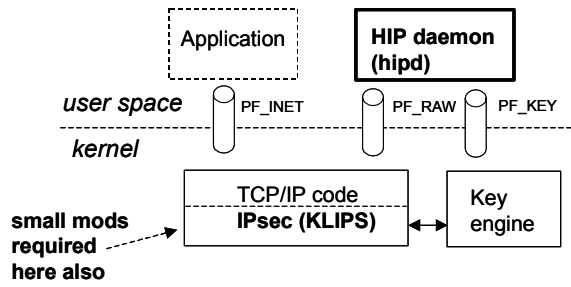 Application
HIP daemon
(hipd)
user space
PF_INET
PF_RAW
PF_KEY
kernel
TCP/IP code
IPsec (KLIPS)
Key
engine
small mods
required
here also